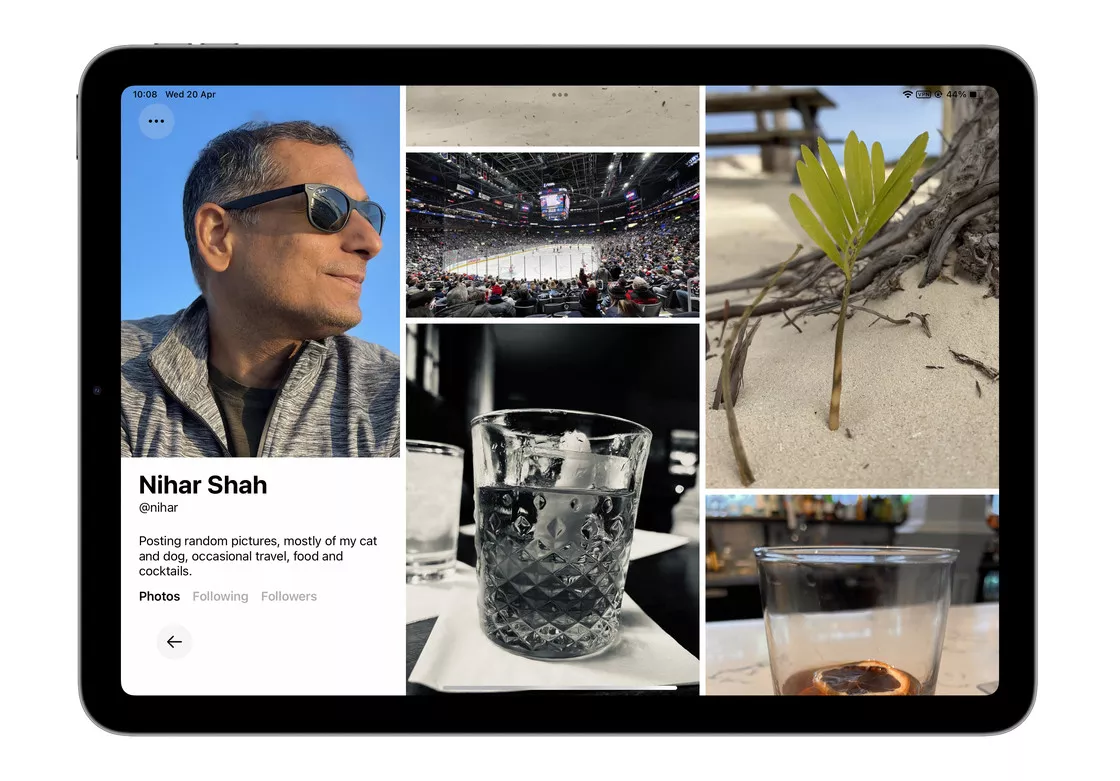 10:08 Wed 20 Apr
VPN
44%
Nihar Shah
@nihar
Posting random pictures, mostly of my cat
and dog, occasional travel, food and
cocktails.
Photos Following Followers